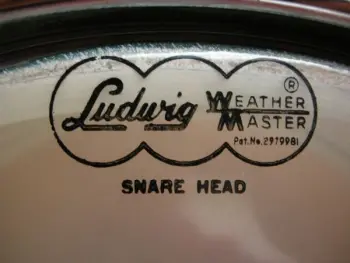 Ludwig WEATHER MASTER ®
Pat. No. 2979981
SNARE HEAD